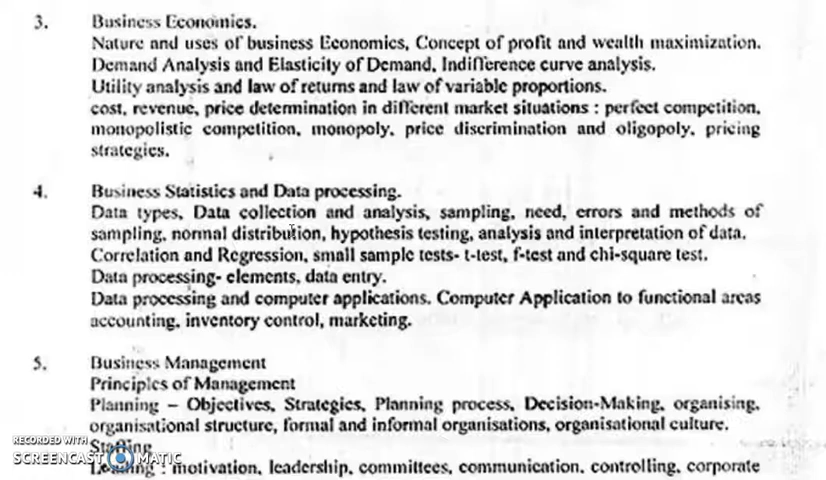 3. Business Economics.
Nature and uses of business Economics, Concept of profit and wealth maximization.
Demand Analysis and Elasticity of Demand, Indifference curve analysis.
Utility analysis and law of returns and law of variable proportions.
cost, revenue, price determination in different market situations : perfect competition,
monopolistic competition, monopoly, price discrimination and oligopoly, pricing
strategies.
4. Business Statistics and Data processing.
Data types, Data collection and analysis, sampling, need, errors and methods of
sampling, normal distribution, hypothesis testing, analysis and interpretation of data.
Correlation and Regression, small sample tests- t-test, f-test and chi-square test.
Data processing- elements, data entry.
Data processing and computer applications. Computer Application to functional areas
accounting, inventory control, marketing.
5. Business Management
Principles of Management
Planning – Objectives, Strategies, Planning process, Decision-Making, organising,
organisational structure, formal and informal organisations, organisational culture.
Staffing
Leading : motivation, leadership, committees, communication, controlling, corporate
RECORDED WITH
SCREENCAST MATIC